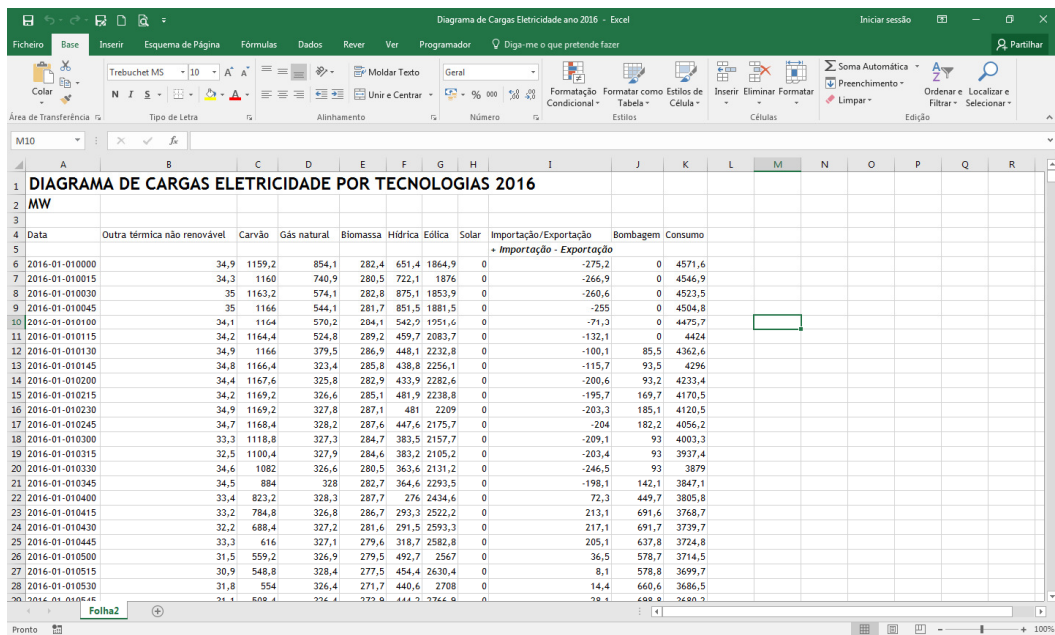 Diagrama de Cargas Eletricidade ano 2016 - Excel Iniciar sessão
Ficheiro Base Inserir Esquema de Página Fórmulas Dados Rever Ver Programador Diga-me o que pretende fazer Partilhar
Trebuchet MS 10 A A Moldar Texto Geral Soma Automática
Colar Preenchimento
N I S A Unir e Centrar % 000 Formatação Formatar como Estilos de Inserir Eliminar Formatar Limpar Ordenar e Localizar e
Condicional Tabela Célula Filtrar Selecionar
Área de Transferência Tipo de Letra Alinhamento Número Estilos Células Edição
M10 fx
A B C D E F G H I J K L M N O P Q R
1 DIAGRAMA DE CARGAS ELETRICIDADE POR TECNOLOGIAS 2016
2 MW
3
4 Data Outra térmica não renovável Carvão Gás natural Biomassa Hídrica Eólica Solar Importação/Exportação Bombagem Consumo
5 + Importação - Exportação
6 2016-01-010000 34,9 1159,2 854,1 282,4 651,4 1864,9 0 -275,2 0 4571,6
7 2016-01-010015 34,3 1160 740,9 280,5 722,1 1876 0 -266,9 0 4546,9
8 2016-01-010030 35 1163,2 574,1 282,8 875,1 1853,9 0 -260,6 0 4523,5
9 2016-01-010045 35 1166 544,1 281,7 851,5 1881,5 0 -255 0 4504,8
10 2016-01-010100 34,1 1164 570,2 284,1 542,9 1951,6 0 -71,3 0 4475,7
11 2016-01-010115 34,2 1164,4 524,8 289,2 459,7 2083,7 0 -132,1 0 4424
12 2016-01-010130 34,9 1166 379,5 286,9 448,1 2232,8 0 -100,1 85,5 4362,6
13 2016-01-010145 34,8 1166,4 323,4 285,8 438,8 2256,1 0 -115,7 93,5 4296
14 2016-01-010200 34,4 1167,6 325,8 282,9 433,9 2282,6 0 -200,6 93,2 4233,4
15 2016-01-010215 34,2 1169,2 326,6 285,1 481,9 2238,8 0 -195,7 169,7 4170,5
16 2016-01-010230 34,9 1169,2 327,8 287,1 481 2209 0 -203,3 185,1 4120,5
17 2016-01-010245 34,7 1168,4 328,2 287,6 447,6 2175,7 0 -204 182,2 4056,2
18 2016-01-010300 33,3 1118,8 327,3 284,7 383,5 2157,7 0 -209,1 93 4003,3
19 2016-01-010315 32,5 1100,4 327,9 284,6 383,2 2105,2 0 -203,4 93 3937,4
20 2016-01-010330 34,6 1082 326,6 280,5 363,6 2131,2 0 -246,5 93 3879
21 2016-01-010345 34,5 884 328 282,7 364,6 2293,5 0 -198,1 142,1 3847,1
22 2016-01-010400 33,4 823,2 328,3 287,7 276 2434,6 0 72,3 449,7 3805,8
23 2016-01-010415 33,2 784,8 326,8 286,7 293,3 2522,2 0 213,1 691,6 3768,7
24 2016-01-010430 32,2 688,4 327,2 281,6 291,5 2593,3 0 217,1 691,7 3739,7
25 2016-01-010445 33,3 616 327,1 279,6 318,7 2582,8 0 205,1 637,8 3724,8
26 2016-01-010500 31,5 559,2 326,9 279,5 492,7 2567 0 36,5 578,7 3714,5
27 2016-01-010515 30,9 548,8 328,4 277,5 454,4 2630,4 0 8,1 578,8 3699,7
28 2016-01-010530 31,8 554 326,4 271,7 440,6 2708 0 14,4 660,6 3686,5
Folha2
Pronto 100%